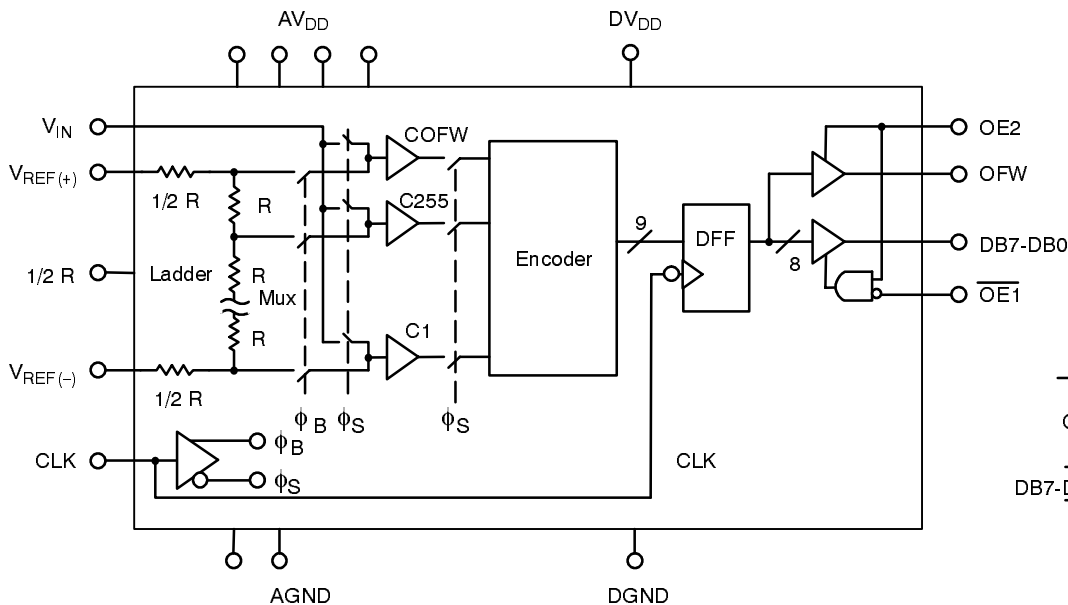 AVDD
DVDD
VIN
COFW
OE2
VREF(+)
OFW
1/2 R
R
C255
9
DFF
DB7-DB0
Encoder
8
1/2 R
Ladder
R
Mux
OE1
C1
R
VREF(–)
1/2 R
ϕB
ϕS
ϕS
ϕB
CLK
CLK
ϕS
DB7-D
AGND
DGND